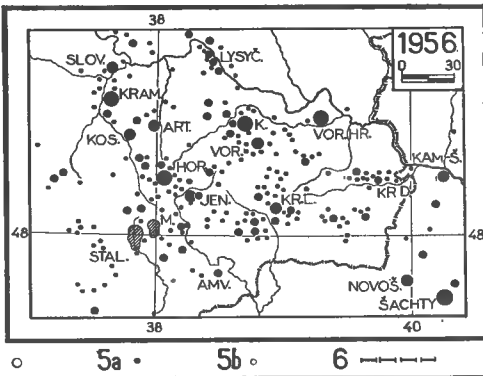 38
1956
0 30
SLOV.
LYSYČ.
KRAM.
ART.
K.
VOR. HR.
KOS.
VOR.
HOR.
KAM.Š.
JEN.
KR.L.
KR D.
M.
48
48
STAL.
AMV.
NOVOŠ.
ŠACHTY
38
40
5a
5b
6